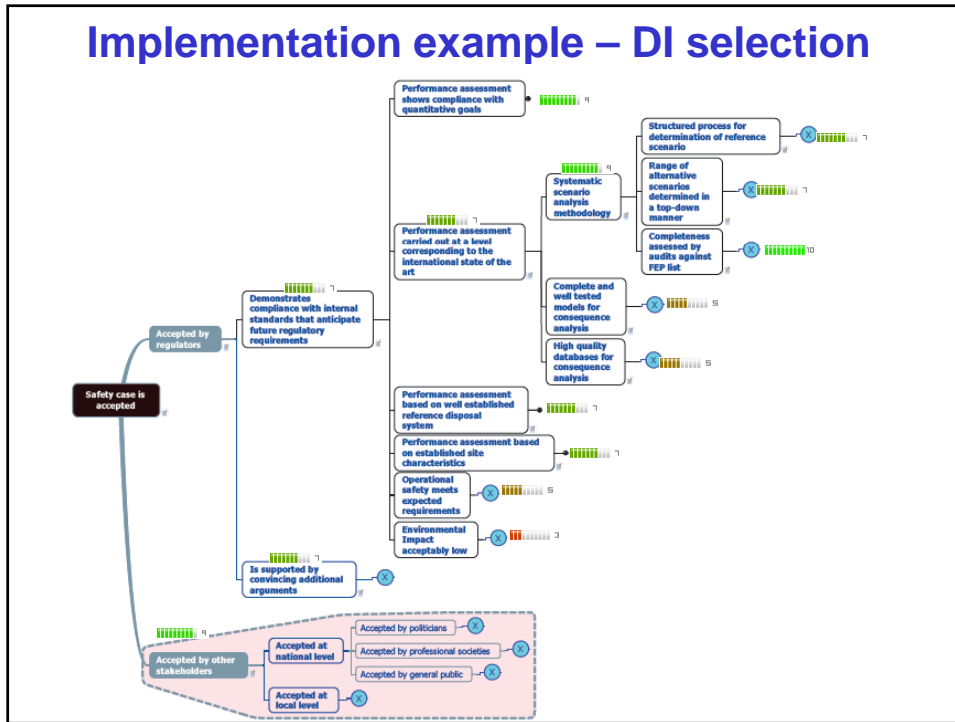 Implementation example – DI selection
Performance assessment
shows compliance with
quantitative goals
9
Structured process for
determination of reference
scenario
X
7
9
Systematic
scenario
analysis
methodology
Range of
alternative
scenarios
determined in
a top-down
manner
X
7
7
Performance assessment
carried out at a level
corresponding to the
international state of the
art
Completeness
assessed by
audits against
FEP list
X
10
7
Demonstrates
compliance with internal
standards that anticipate
future regulatory
requirements
Complete and
well tested
models for
consequence
analysis
X
5
Accepted by
regulators
High quality
databases for
consequence
analysis
X
5
Safety case is
accepted
Performance assessment
based on well established
reference disposal
system
7
Performance assessment based
on established site
characteristics
7
Operational
safety meets
expected
requirements
X
5
Environmental
Impact
acceptably low
X
3
7
Is supported by
convincing additional
arguments
X
9
Accepted by other
stakeholders
Accepted at
national level
Accepted by politicians
X
Accepted by professional societies
X
Accepted by general public
X
Accepted at
local level
X